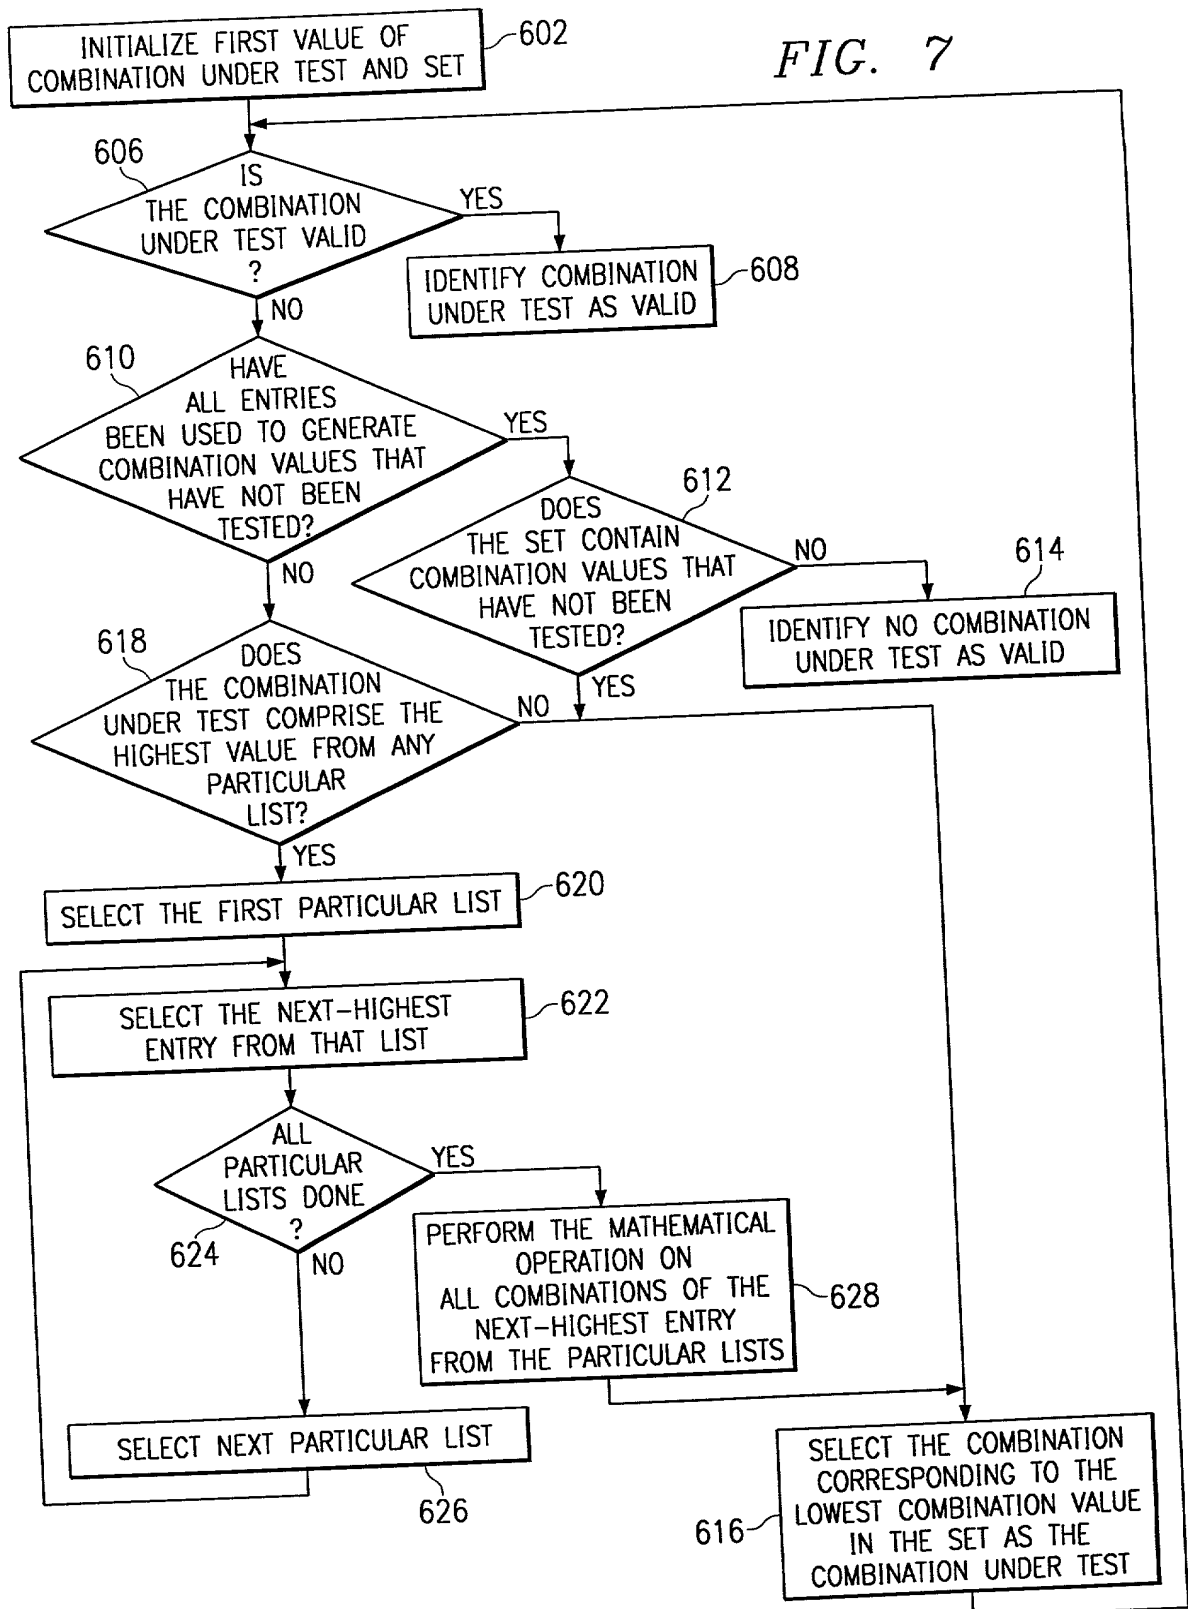 INITIALIZE FIRST VALUE OF
COMBINATION UNDER TEST AND SET
602
FIG. 7
606
IS
THE COMBINATION
UNDER TEST VALID
?
YES
NO
IDENTIFY COMBINATION
UNDER TEST AS VALID
608
610
HAVE
ALL ENTRIES
BEEN USED TO GENERATE
COMBINATION VALUES THAT
HAVE NOT BEEN
TESTED?
YES
NO
612
DOES
THE SET CONTAIN
COMBINATION VALUES THAT
HAVE NOT BEEN
TESTED?
NO
YES
614
IDENTIFY NO COMBINATION
UNDER TEST AS VALID
618
DOES
THE COMBINATION
UNDER TEST COMPRISE THE
HIGHEST VALUE FROM ANY
PARTICULAR
LIST?
NO
YES
SELECT THE FIRST PARTICULAR LIST
620
SELECT THE NEXT-HIGHEST
ENTRY FROM THAT LIST
622
ALL
PARTICULAR
LISTS DONE
?
624
YES
NO
PERFORM THE MATHEMATICAL
OPERATION ON
ALL COMBINATIONS OF THE
NEXT-HIGHEST ENTRY
FROM THE PARTICULAR LISTS
628
SELECT NEXT PARTICULAR LIST
626
616
SELECT THE COMBINATION
CORRESPONDING TO THE
LOWEST COMBINATION VALUE
IN THE SET AS THE
COMBINATION UNDER TEST